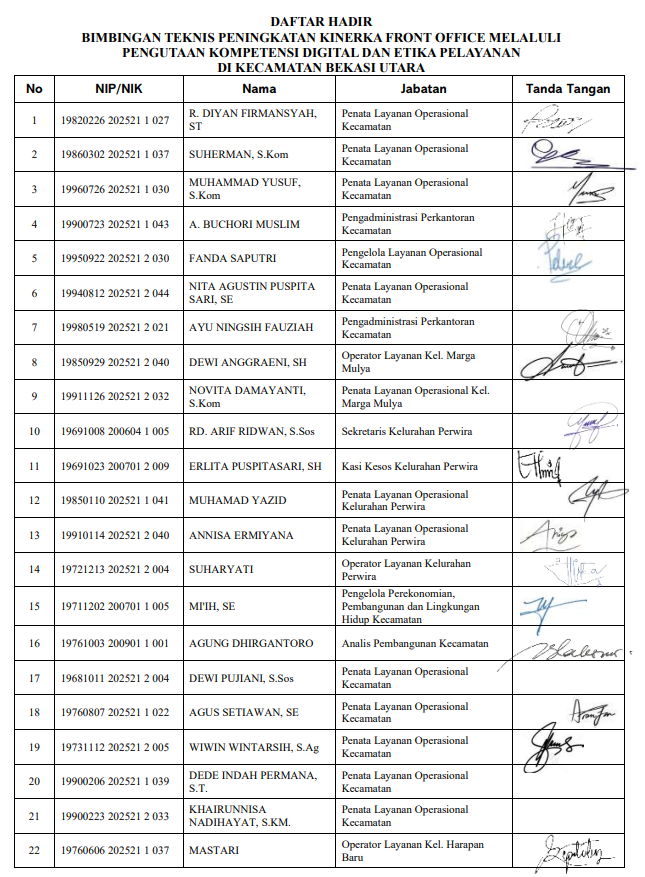 DAFTAR HADIR
BIMBINGAN TEKNIS PENINGKATAN KINERKA FRONT OFFICE MELALULI
PENGUTAAN KOMPETENSI DIGITAL DAN ETIKA PELAYANAN
DI KECAMATAN BEKASI UTARA
No NIP/NIK Nama Jabatan Tanda Tangan
1 19820226 202521 1 027 R. DIYAN FIRMANSYAH, ST Penata Layanan Operasional Kecamatan
2 19860302 202521 1 037 SUHERMAN, S.Kom Penata Layanan Operasional Kecamatan
3 19960726 202521 1 030 MUHAMMAD YUSUF, S.Kom Penata Layanan Operasional Kecamatan
4 19900723 202521 1 043 A. BUCHORI MUSLIM Pengadministrasi Perkantoran Kecamatan
5 19950922 202521 2 030 FANDA SAPUTRI Pengelola Layanan Operasional Kecamatan
6 19940812 202521 2 044 NITA AGUSTIN PUSPITA SARI, SE Penata Layanan Operasional Kecamatan
7 19980519 202521 2 021 AYU NINGSIH FAUZIAH Pengadministrasi Perkantoran Kecamatan
8 19850929 202521 2 040 DEWI ANGGRAENI, SH Operator Layanan Kel. Marga Mulya
9 19911126 202521 2 032 NOVITA DAMAYANTI, S.Kom Penata Layanan Operasional Kel. Marga Mulya
10 19691008 200604 1 005 RD. ARIF RIDWAN, S.Sos Sekretaris Kelurahan Perwira
11 19691023 200701 2 009 ERLITA PUSPITASARI, SH Kasi Kesos Kelurahan Perwira
12 19850110 202521 1 041 MUHAMAD YAZID Penata Layanan Operasional Kelurahan Perwira
13 19910114 202521 2 040 ANNISA ERMIYANA Penata Layanan Operasional Kelurahan Perwira
14 19721213 202521 2 004 SUHARYATI Operator Layanan Kelurahan Perwira
15 19711202 200701 1 005 MI'IH, SE Pengelola Perekonomian, Pembangunan dan Lingkungan Hidup Kecamatan
16 19761003 200901 1 001 AGUNG DHIRGANTORO Analis Pembangunan Kecamatan
17 19681011 202521 2 004 DEWI PUJIANI, S.Sos Penata Layanan Operasional Kecamatan
18 19760807 202521 1 022 AGUS SETIAWAN, SE Penata Layanan Operasional Kecamatan
19 19731112 202521 2 005 WIWIN WINTARSIH, S.Ag Penata Layanan Operasional Kecamatan
20 19900206 202521 1 039 DEDE INDAH PERMANA, S.T. Penata Layanan Operasional Kecamatan
21 19900223 202521 2 033 KHAIRUNNISA NADIHAYAT, S.KM. Penata Layanan Operasional Kecamatan
22 19760606 202521 1 037 MASTARI Operator Layanan Kel. Harapan Baru